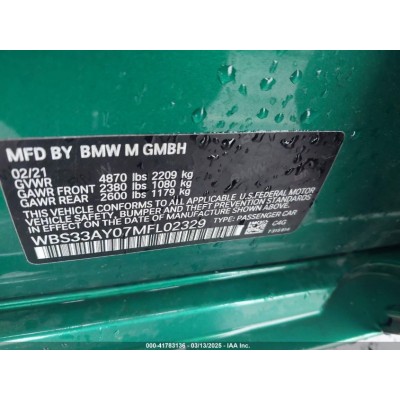 MFD BY BMW M GMBH
02/21
GVWR 4870 lbs 2209 kg
GAWR FRONT 2380 lbs 1080 kg
GAWR REAR 2600 lbs 1179 kg
THIS VEHICLE CONFORMS TO ALL APPLICABLE U.S. FEDERAL MOTOR
VEHICLE SAFETY, BUMPER, AND THEFT PREVENTION STANDARDS
IN EFFECT ON THE DATE OF MANUFACTURE SHOWN ABOVE.
WBS33AY07MFL02329 TYPE: PASSENGER CAR
C4G
000-41783136 - 03/13/2025 - © IAA Inc.